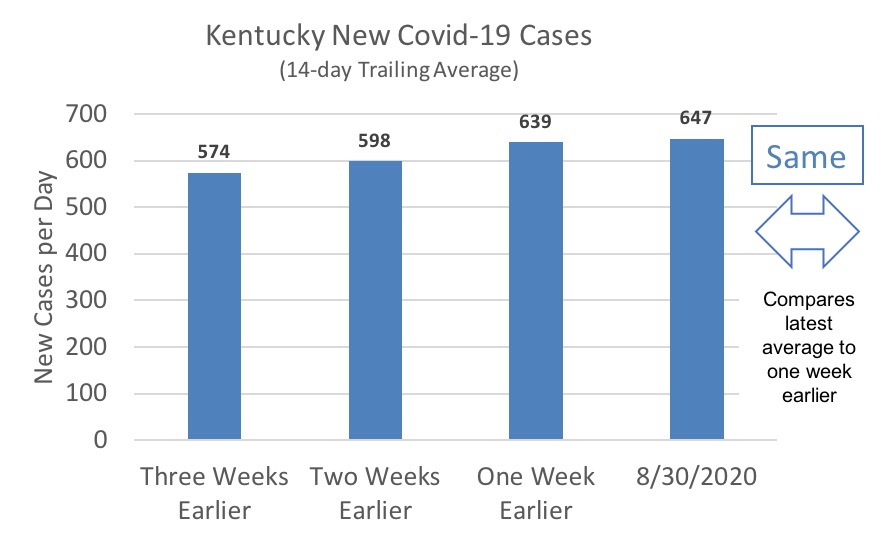 Kentucky New Covid-19 Cases
(14-day Trailing Average)
New Cases per Day
700
600
500
400
300
200
100
0
574
598
639
647
Three Weeks
Earlier
Two Weeks
Earlier
One Week
Earlier
8/30/2020
Same
Compares
latest
average to
one week
earlier